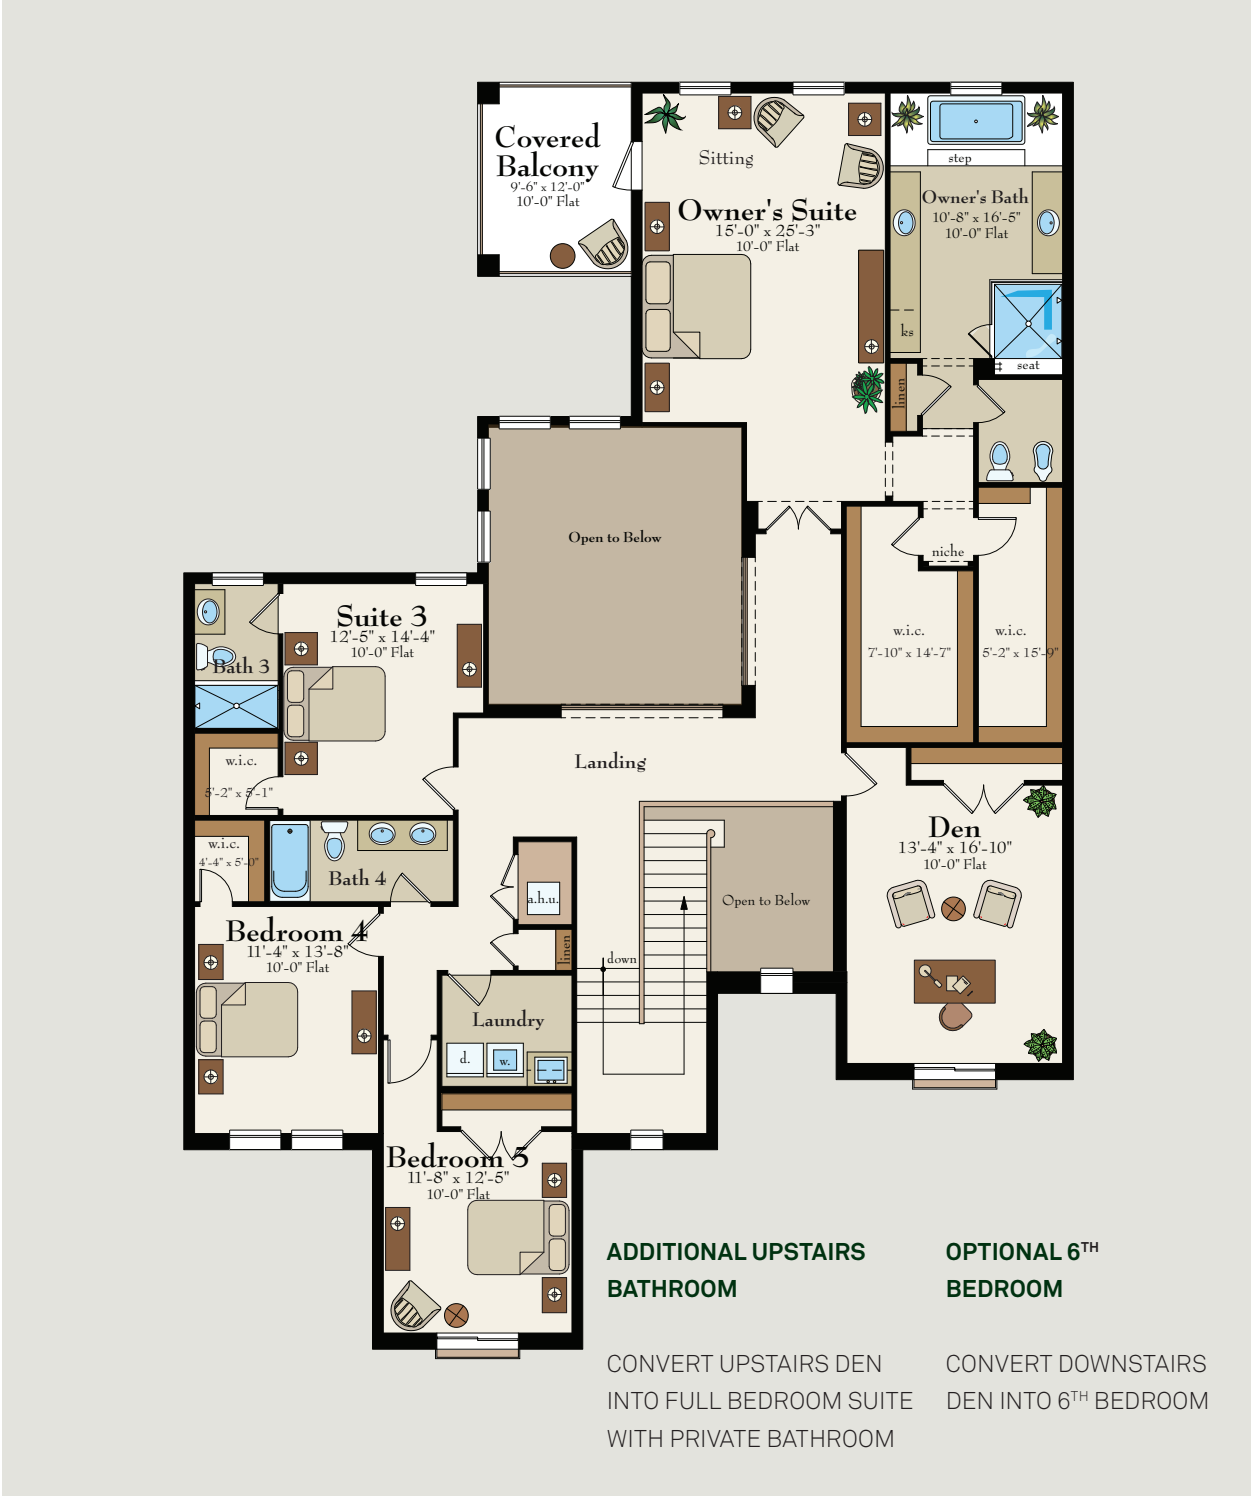 Covered
Balcony
9'-6" x 12'-0"
10'-0" Flat
Sitting
Owner's Suite
15'-0" x 25'-3"
10'-0" Flat
step
Owner's Bath
10'-8" x 16'-5"
10'-0" Flat
ks
seat
linen
Open to Below
niche
w.i.c.
7'-10" x 14'-7"
w.i.c.
5'-2" x 15'-9"
Suite 3
12'-5" x 14'-4"
10'-0" Flat
Bath 3
w.i.c.
5'-2" x 5'-1"
Landing
w.i.c.
4'-4" x 5'-0"
Bath 4
Den
13'-4" x 16'-10"
10'-0" Flat
a.h.u.
Open to Below
Bedroom 4
11'-4" x 13'-8"
10'-0" Flat
linen
down
Laundry
d.
w.
Bedroom 5
11'-8" x 12'-5"
10'-0" Flat
ADDITIONAL UPSTAIRS
BATHROOM
CONVERT UPSTAIRS DEN
INTO FULL BEDROOM SUITE
WITH PRIVATE BATHROOM
OPTIONAL 6TH
BEDROOM
CONVERT DOWNSTAIRS
DEN INTO 6TH BEDROOM